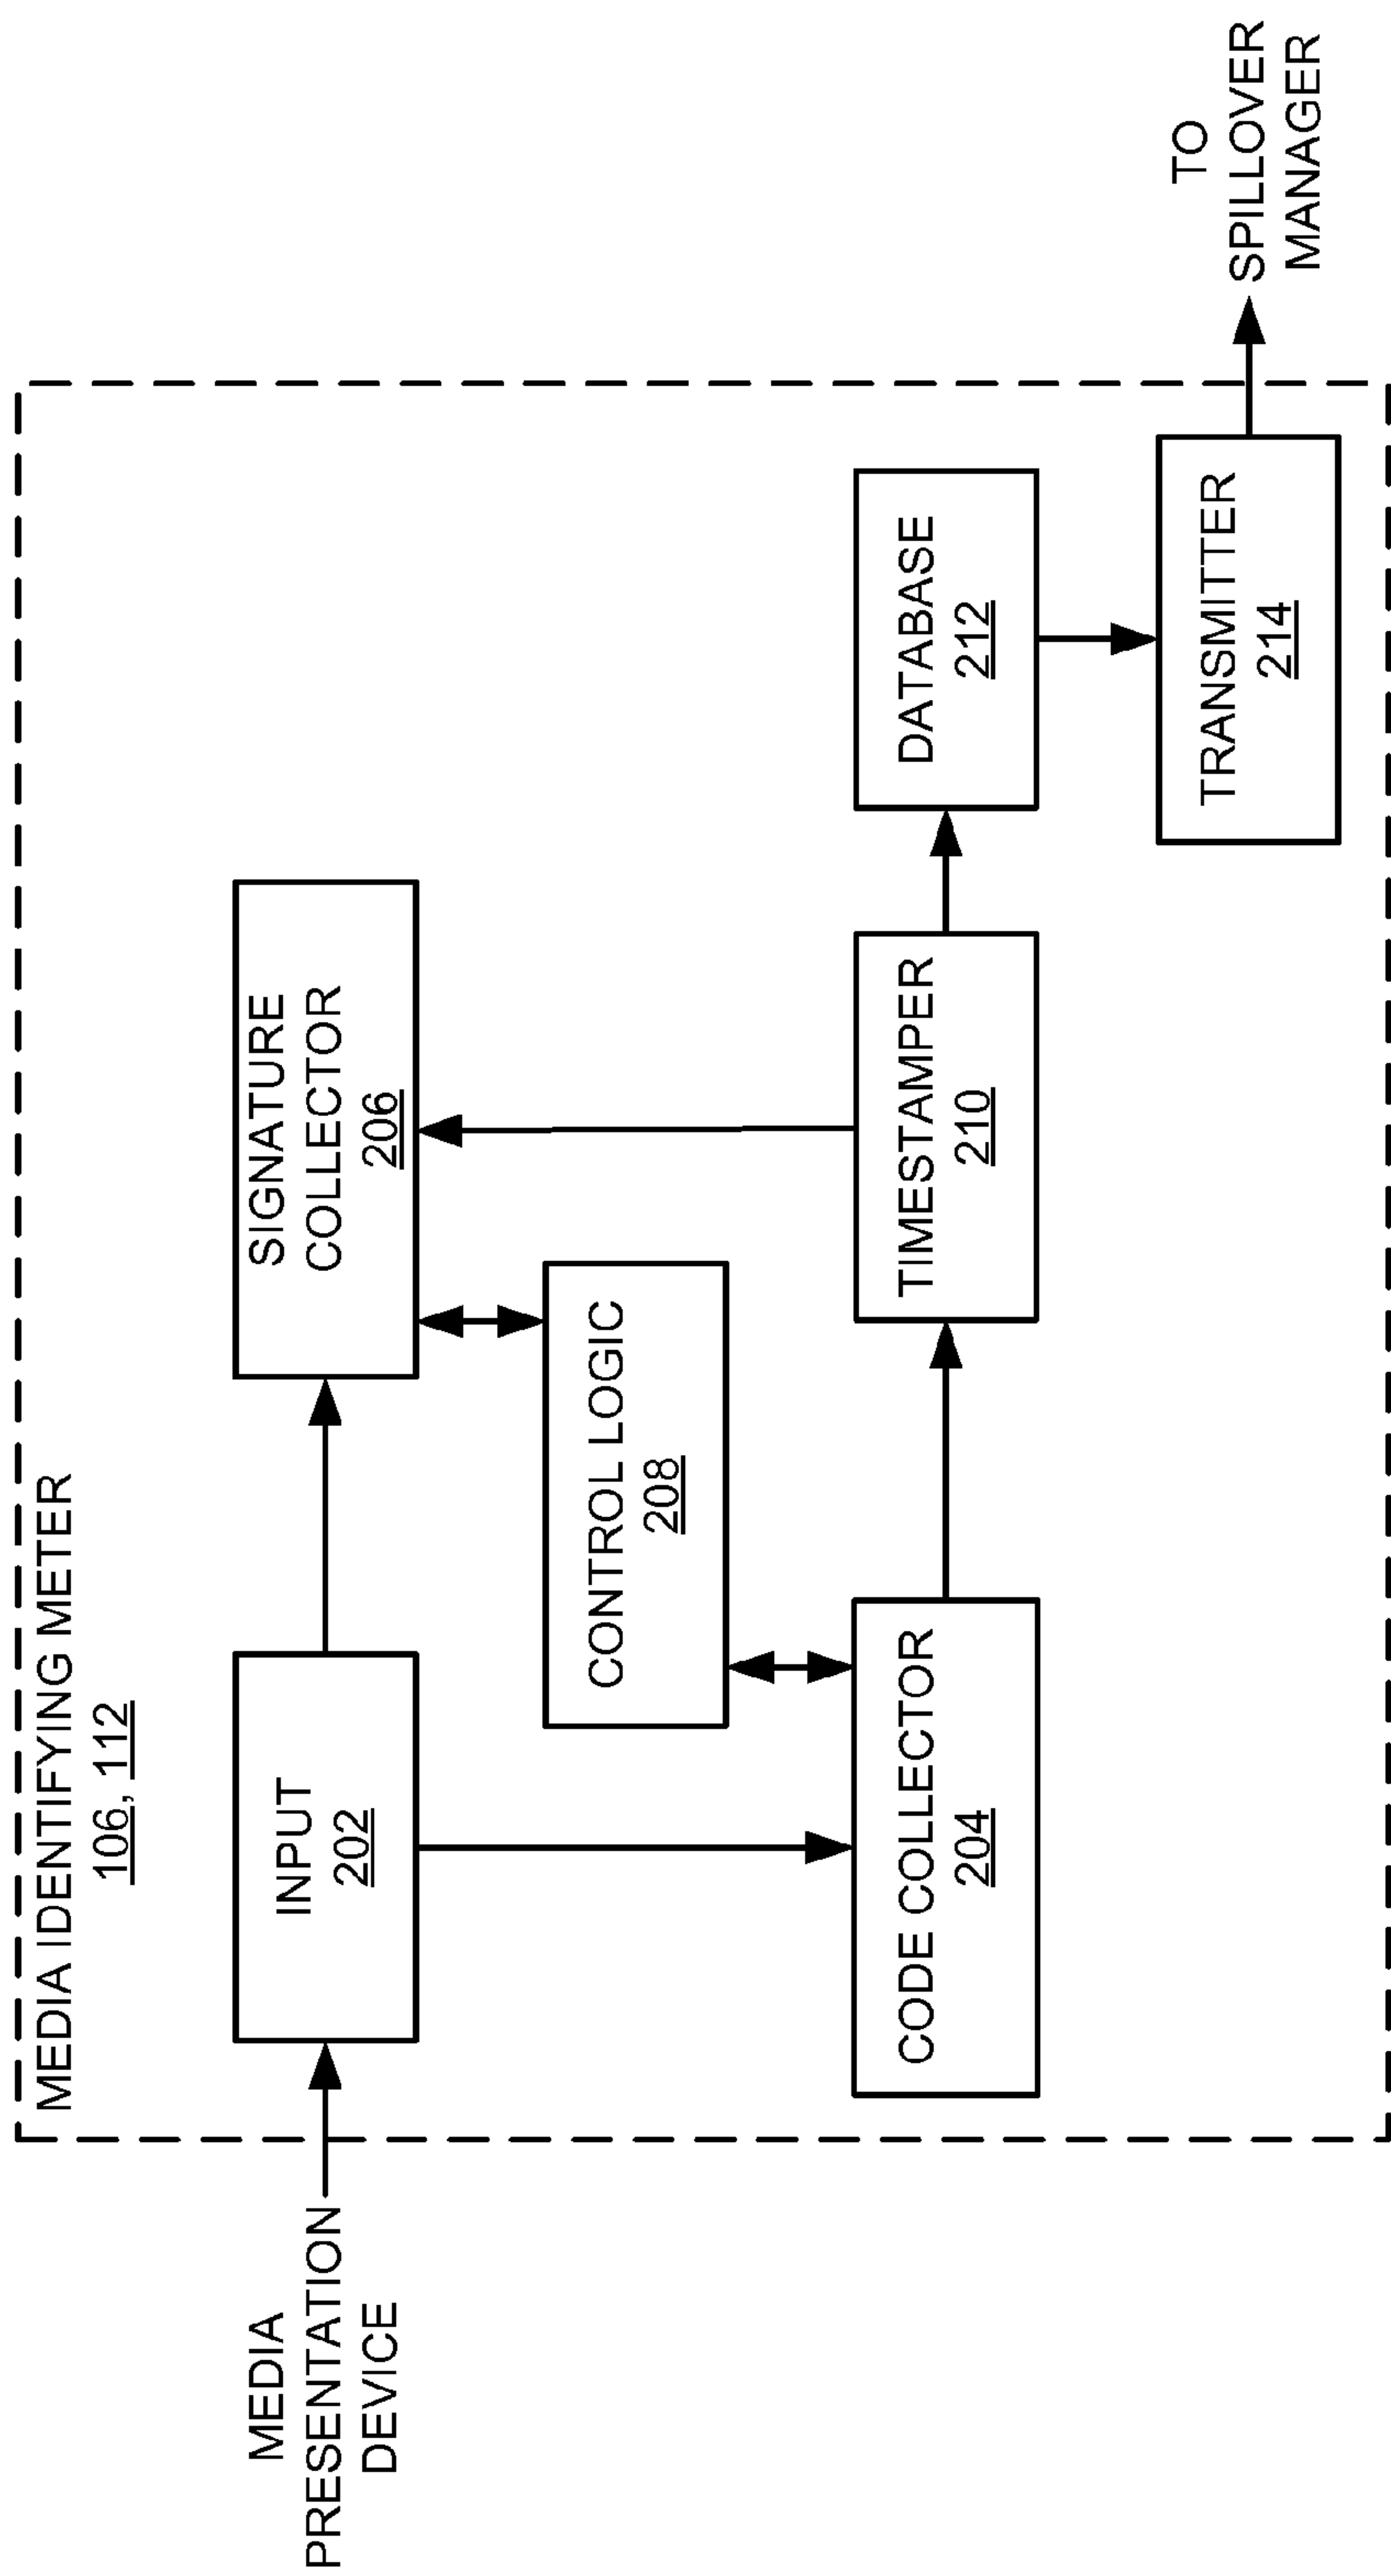 MEDIA IDENTIFYING METER
106, 112
MEDIA
PRESENTATION
DEVICE
INPUT
202
SIGNATURE
COLLECTOR
206
CONTROL LOGIC
208
CODE COLLECTOR
204
TIMESTAMPER
210
DATABASE
212
TRANSMITTER
214
TO
SPILLOVER
MANAGER